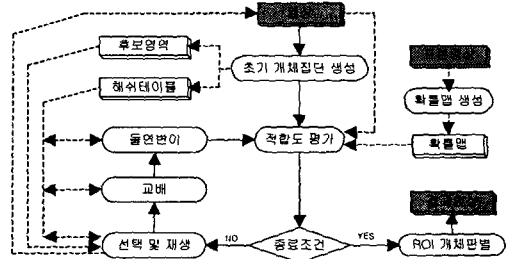 후보영역
초기 개체집단 생성
해쉬테이블
확률맵 생성
돌연변이
적합도 평가
확률맵
교배
선택 및 재생
NO
종료조건
YES
ROI 개체판별